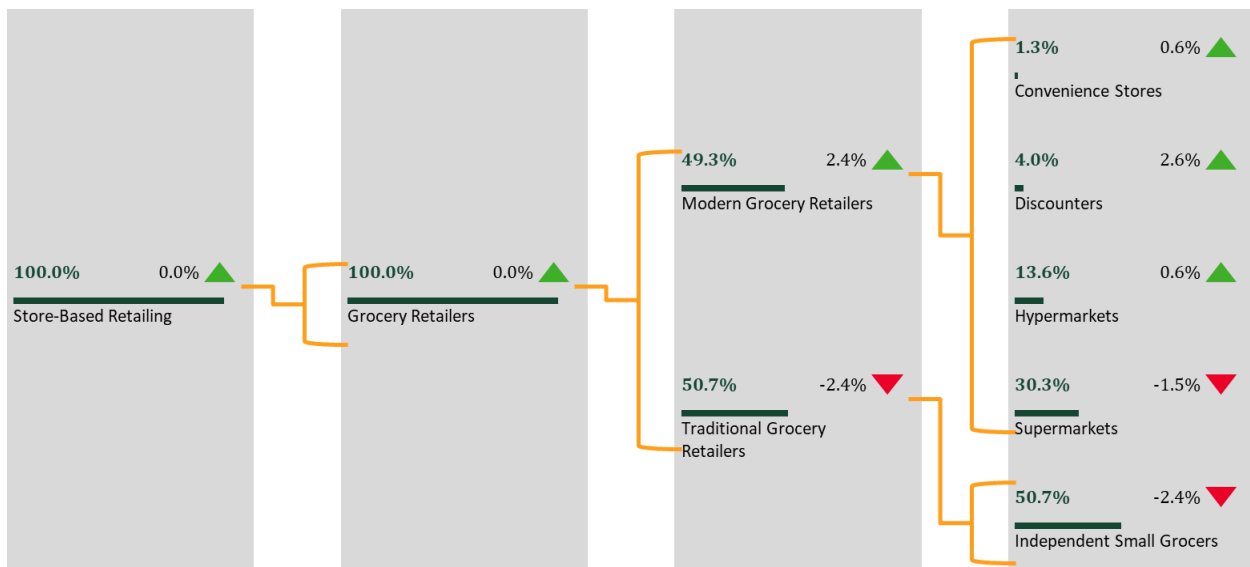 100.0% 0.0%
Store-Based Retailing
100.0% 0.0%
Grocery Retailers
49.3% 2.4%
Modern Grocery Retailers
50.7% -2.4%
Traditional Grocery
Retailers
1.3% 0.6%
Convenience Stores
4.0% 2.6%
Discounters
13.6% 0.6%
Hypermarkets
30.3% -1.5%
Supermarkets
50.7% -2.4%
Independent Small Grocers